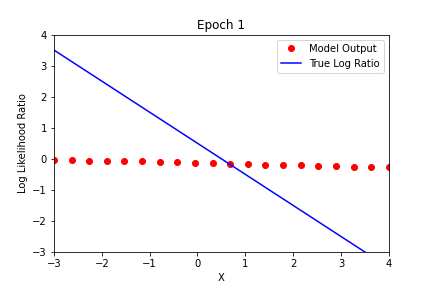 Epoch 1
Model Output
True Log Ratio
Log Likelihood Ratio
4
3
2
1
0
−1
−2
−3
−3 −2 −1 0 1 2 3 4
X